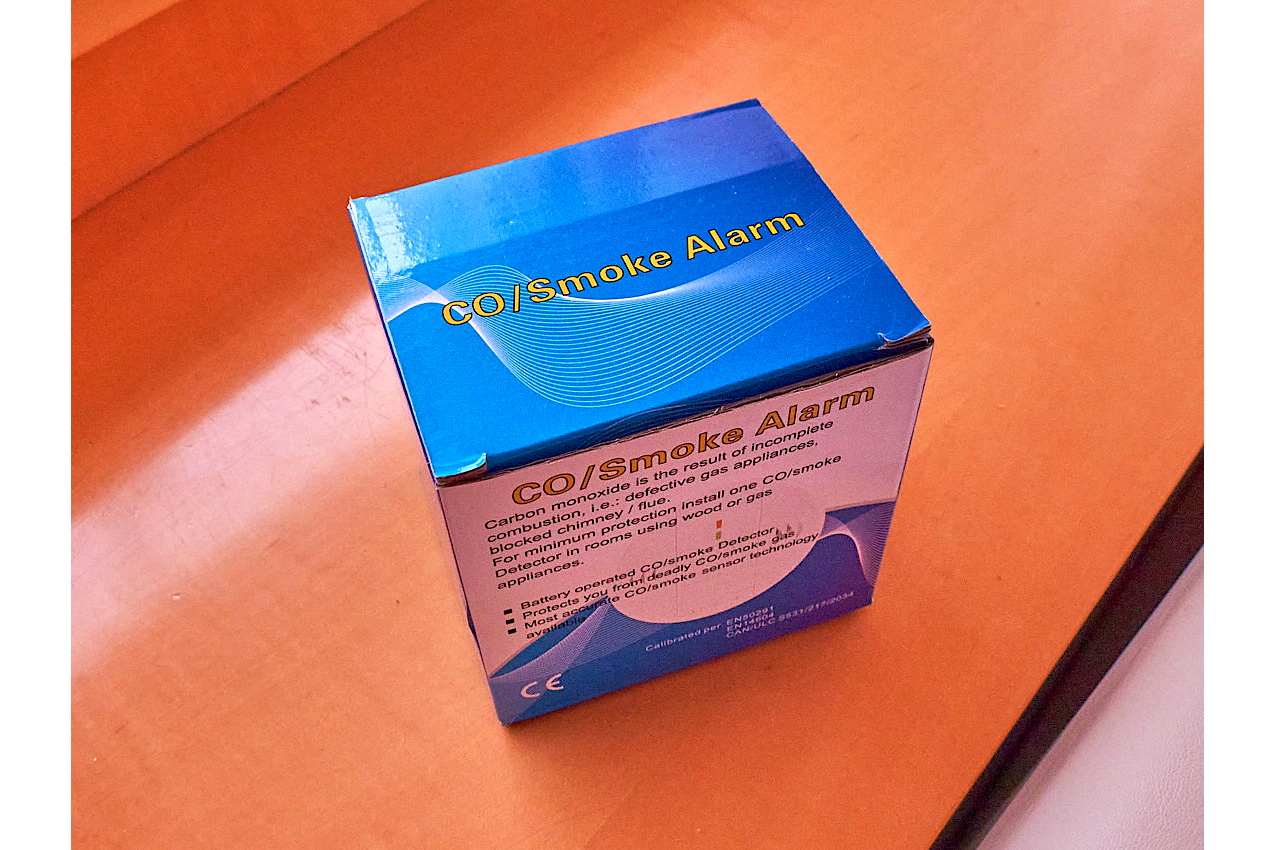 CO/Smoke Alarm
CO/Smoke Alarm
Carbon monoxide is the result of incomplete
combustion, i.e.: defective gas appliances,
blocked chimney / flue.
For minimum protection install one CO/smoke
Detector in rooms using wood or gas
appliances.
Battery operated CO/smoke Detector
Protects you from deadly CO/smoke gas
Most accurate CO/smoke sensor technology
available
Calibrated per EN50291
EN14604
CAN/ULC S531/217/2034
CE